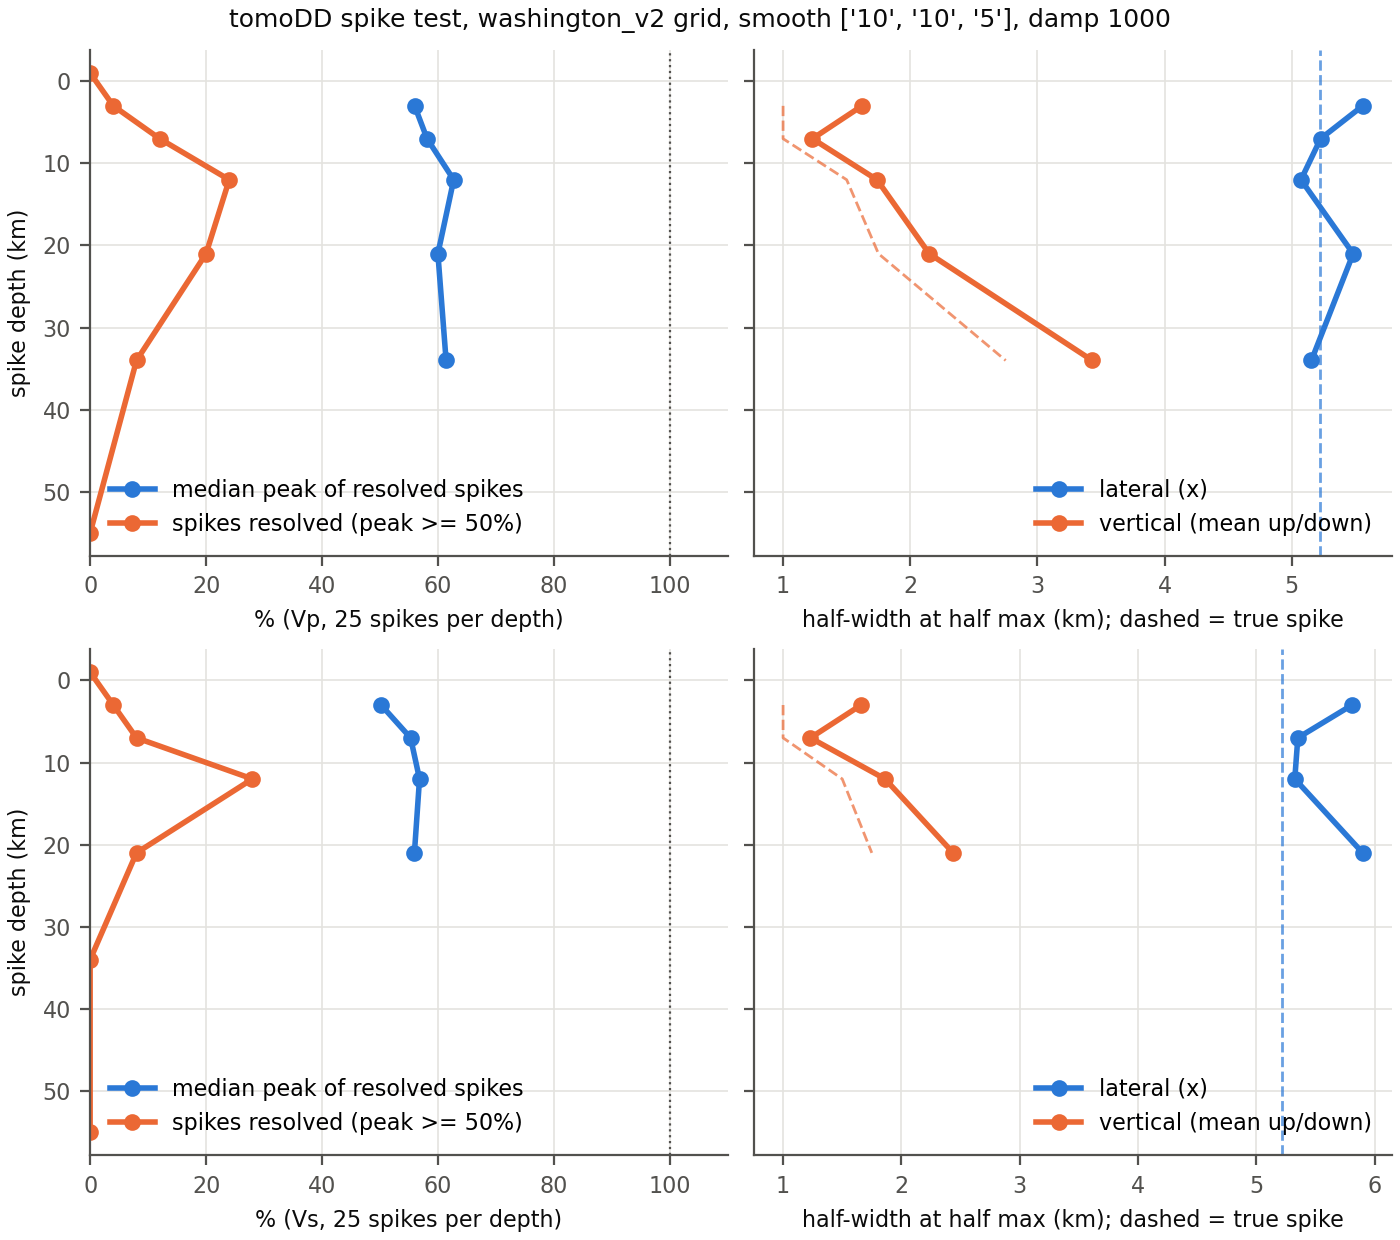 tomoDD spike test, washington_v2 grid, smooth ['10', '10', '5'], damp 1000
spike depth (km)
0
10
20
30
40
50
median peak of resolved spikes
spikes resolved (peak >= 50%)
0 20 40 60 80 100
% (Vp, 25 spikes per depth)
lateral (x)
vertical (mean up/down)
1 2 3 4 5
half-width at half max (km); dashed = true spike
spike depth (km)
0
10
20
30
40
50
median peak of resolved spikes
spikes resolved (peak >= 50%)
0 20 40 60 80 100
% (Vs, 25 spikes per depth)
lateral (x)
vertical (mean up/down)
1 2 3 4 5 6
half-width at half max (km); dashed = true spike